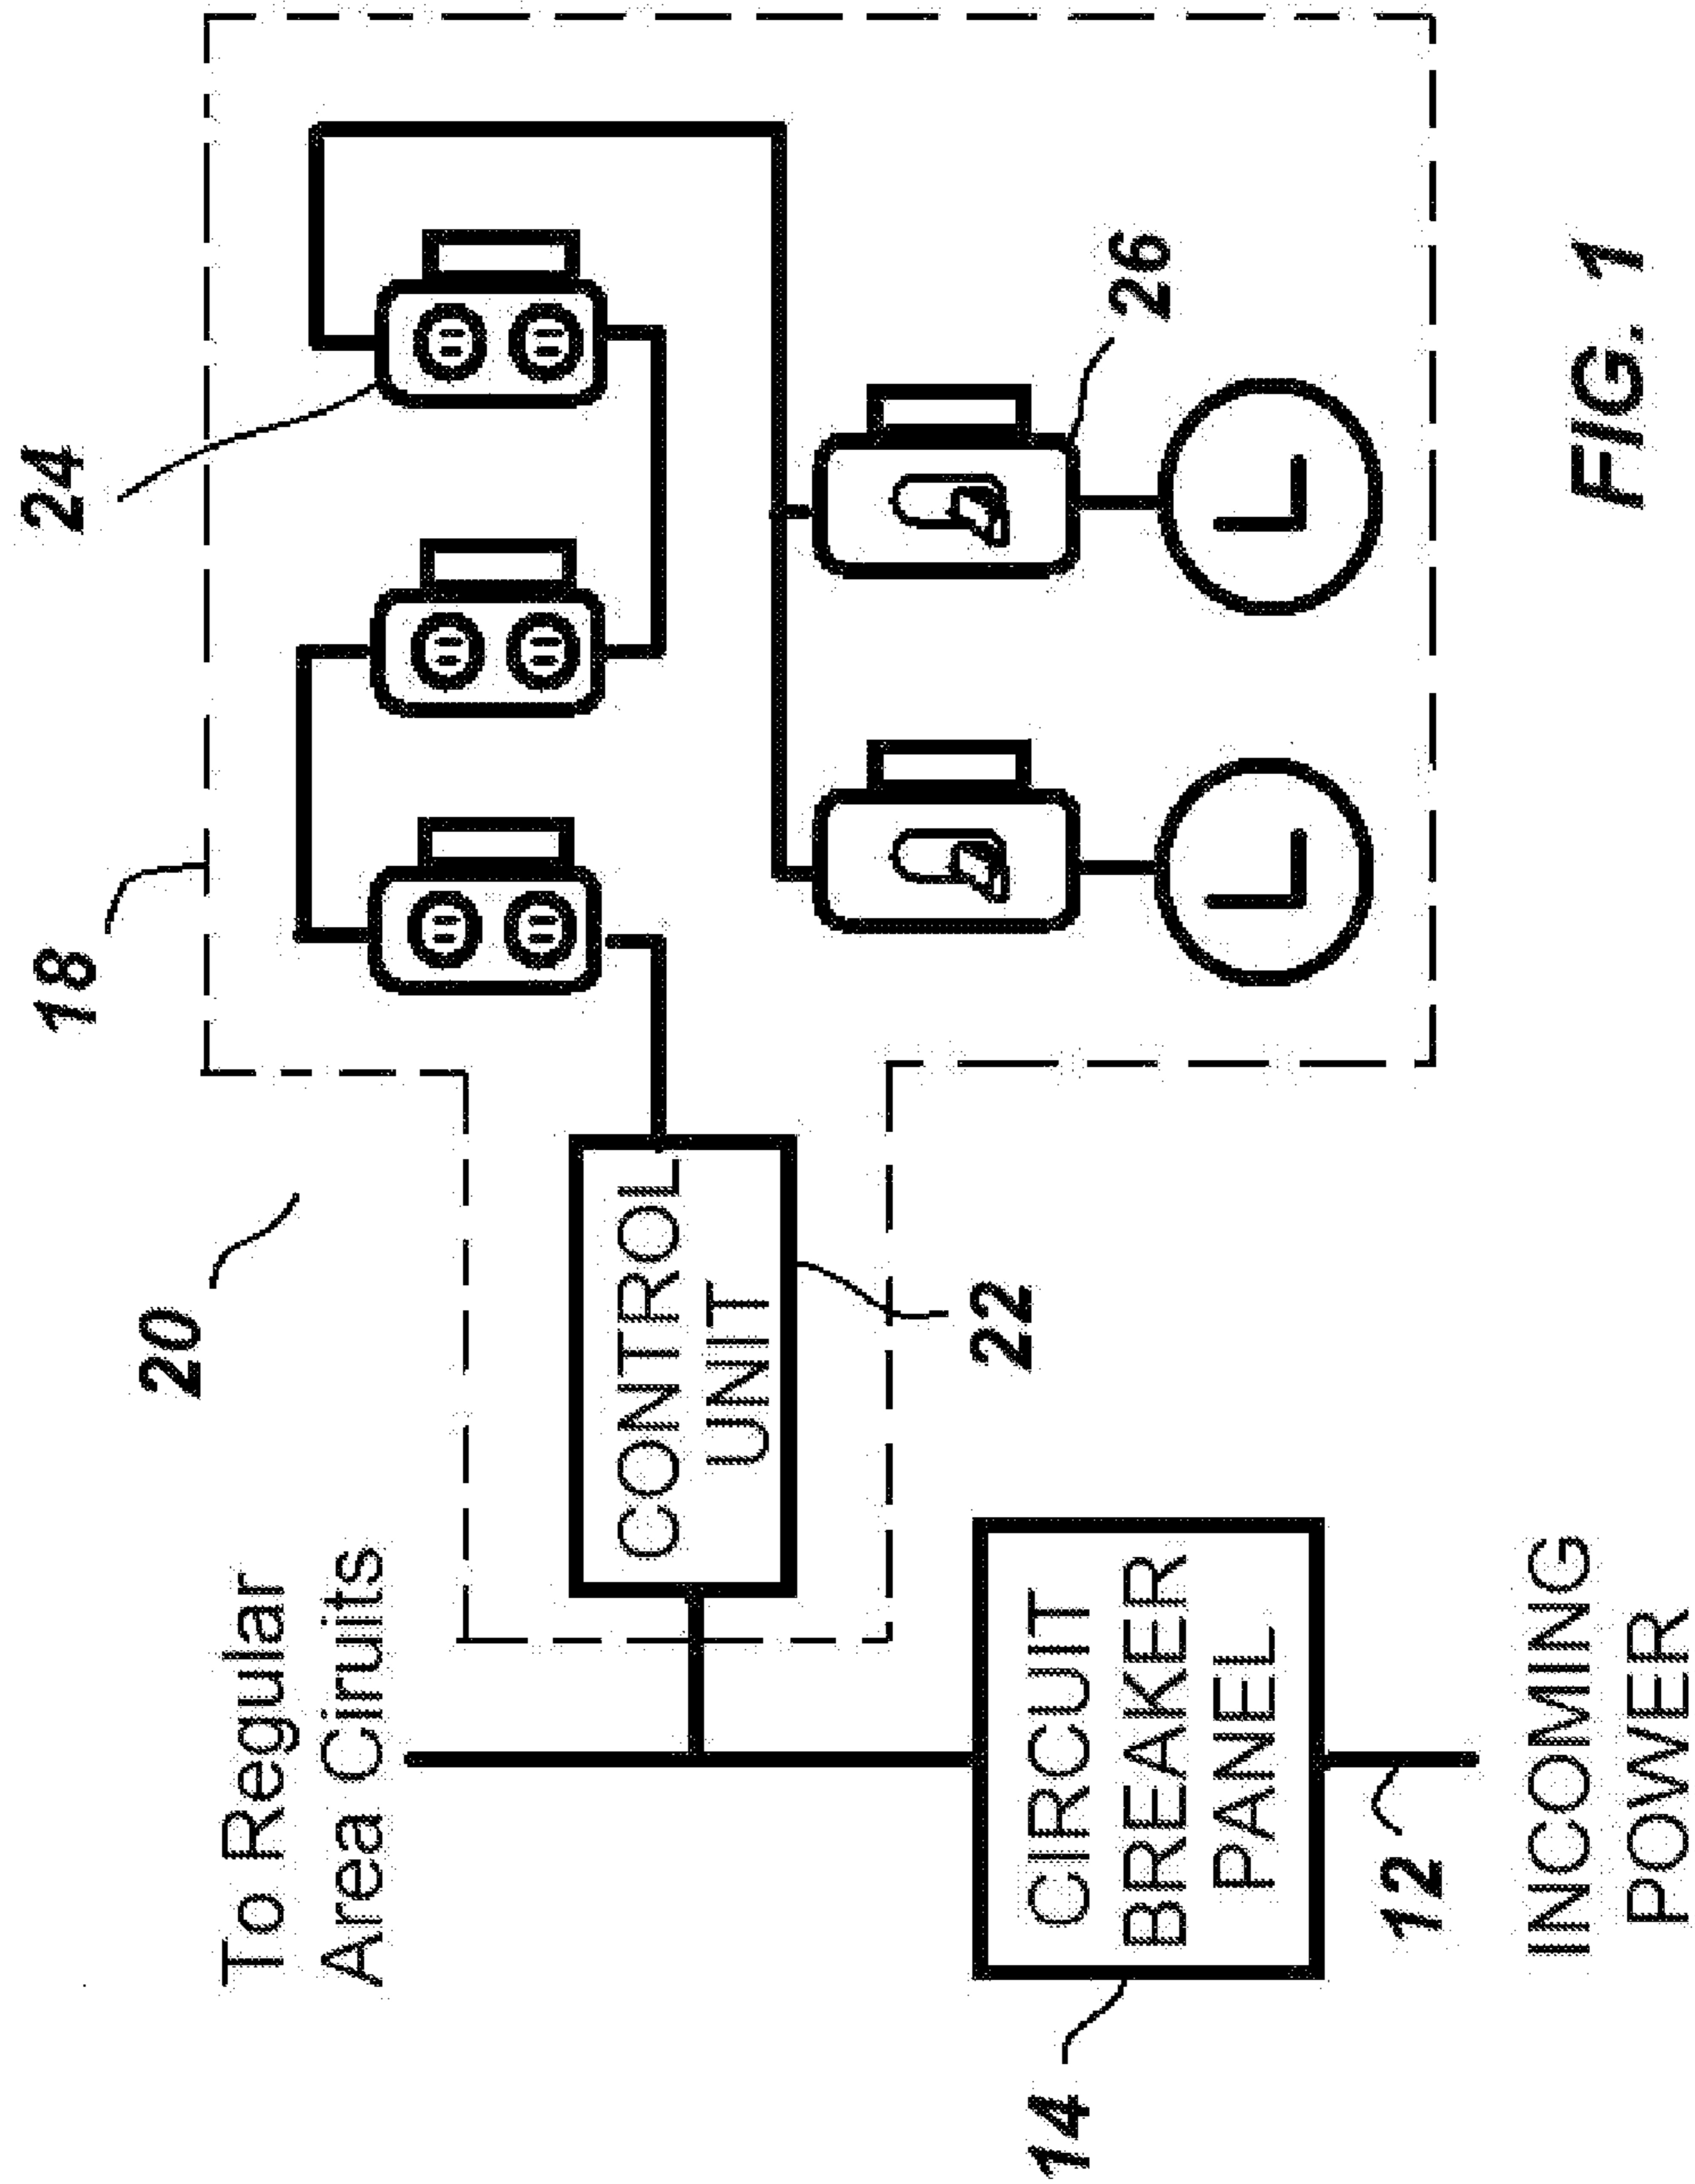 18
24
20
To Regular
Area Ciruits
CONTROL
UNIT
22
26
L
L
14
CIRCUIT
BREAKER
PANEL
12
INCOMING
POWER
FIG. 1